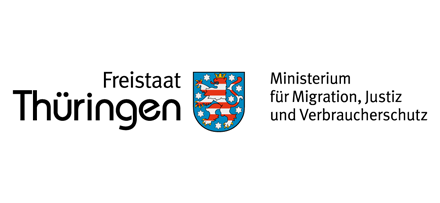 Freistaat
Thüringen
Ministerium
für Migration, Justiz
und Verbraucherschutz